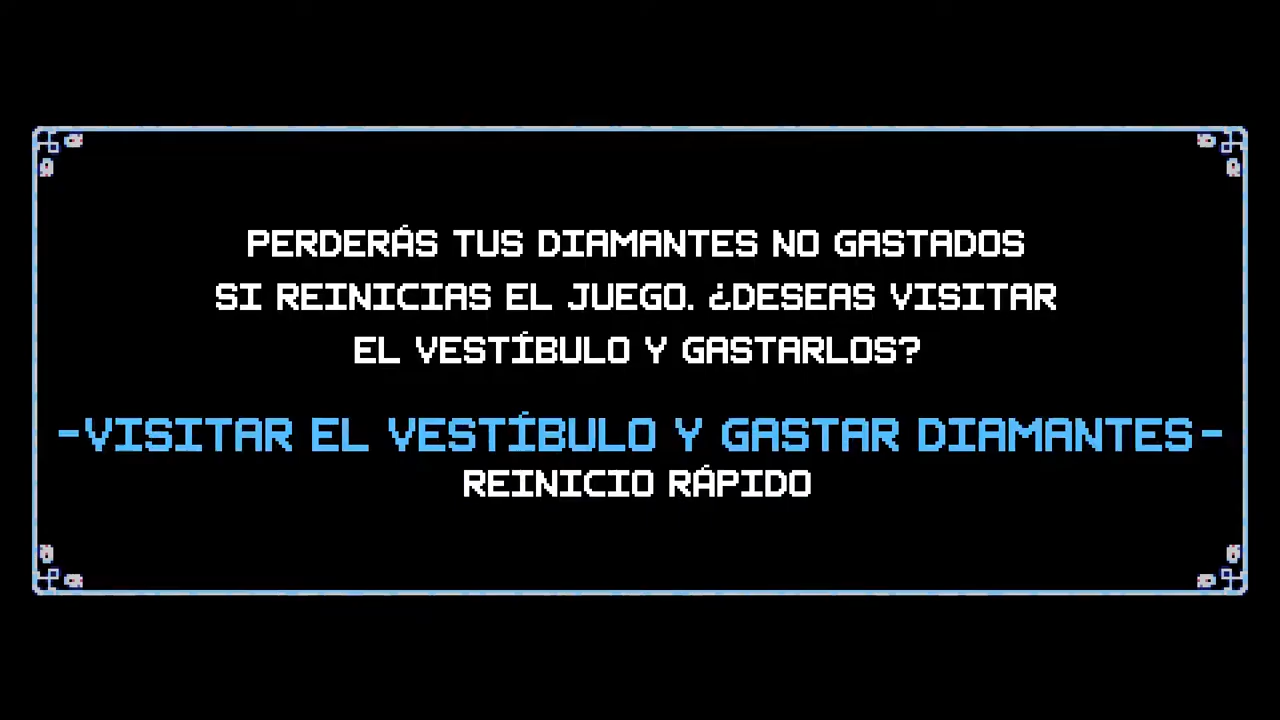 PERDERÁS TUS DIAMANTES NO GASTADOS
SI REINICIAS EL JUEGO. ¿DESEAS VISITAR
EL VESTÍBULO Y GASTARLOS?
-VISITAR EL VESTÍBULO Y GASTAR DIAMANTES-
REINICIO RÁPIDO